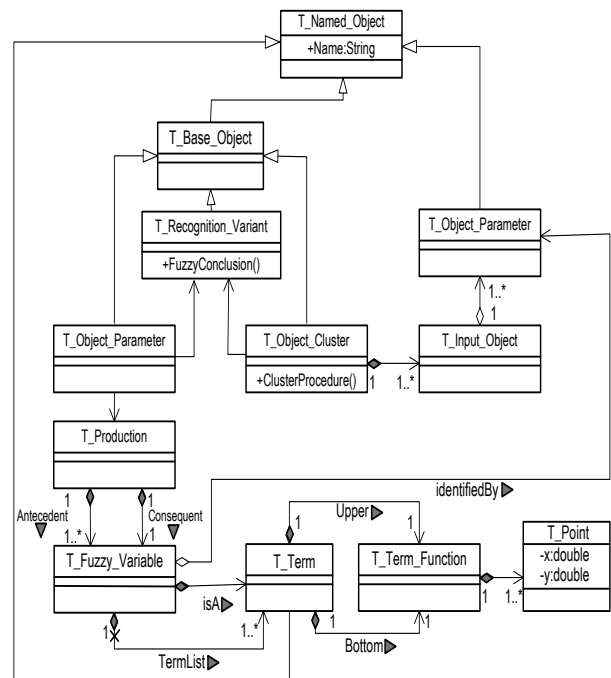 T_Named_Object
+Name:String
T_Base_Object
T_Recognition_Variant
+FuzzyConclusion()
T_Object_Parameter
1..*
1
T_Object_Parameter
T_Object_Cluster
+ClusterProcedure()
1
1..*
T_Input_Object
T_Production
1
1
Antecedent
Consequent
1..*
1
identifiedBy
T_Fuzzy_Variable
1
isA
T_Term
1
1
1..*
Upper
1
T_Term_Function
1
1
1..*
T_Point
-x:double
-y:double
TermList
Bottom